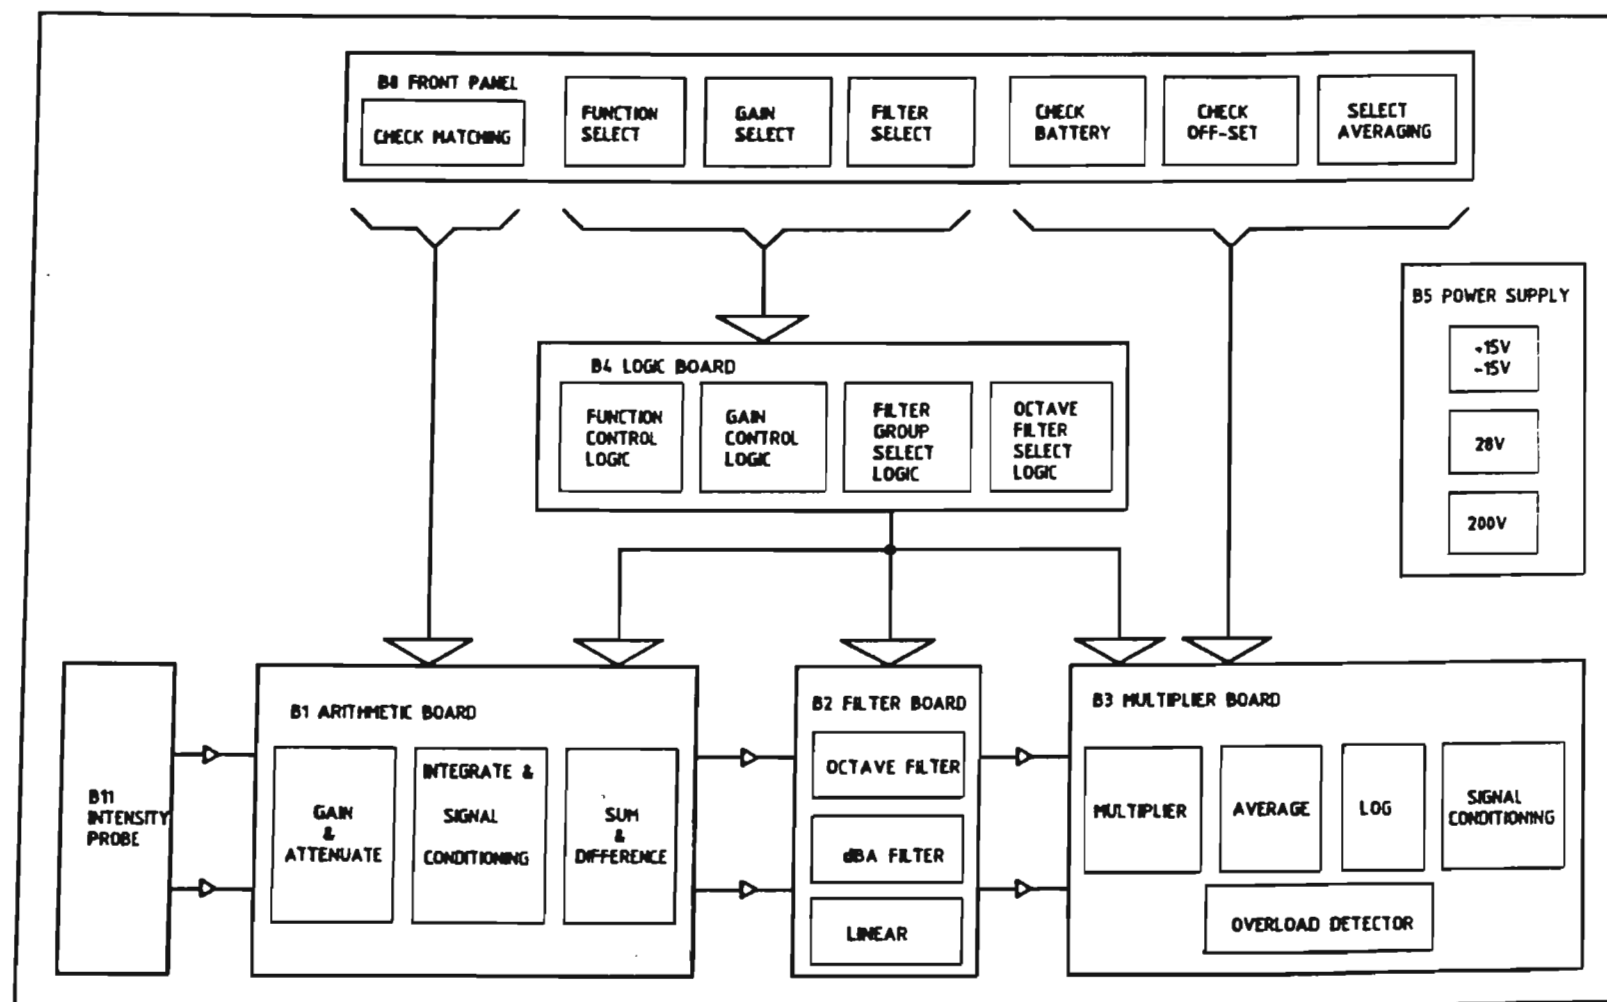 B8 FRONT PANEL
CHECK MATCHING
FUNCTION
SELECT
GAIN
SELECT
FILTER
SELECT
CHECK
BATTERY
CHECK
OFF-SET
SELECT
AVERAGING
B5 POWER SUPPLY
+15V
-15V
28V
200V
B4 LOGIC BOARD
FUNCTION
CONTROL
LOGIC
GAIN
CONTROL
LOGIC
FILTER
GROUP
SELECT
LOGIC
OCTAVE
FILTER
SELECT
LOGIC
B11
INTENSITY
PROBE
B1 ARITHMETIC BOARD
GAIN
&
ATTENUATE
INTEGRATE &
SIGNAL
CONDITIONING
SUM
&
DIFFERENCE
B2 FILTER BOARD
OCTAVE FILTER
dBA FILTER
LINEAR
B3 MULTIPLIER BOARD
MULTIPLIER
AVERAGE
LOG
SIGNAL
CONDITIONING
OVERLOAD DETECTOR